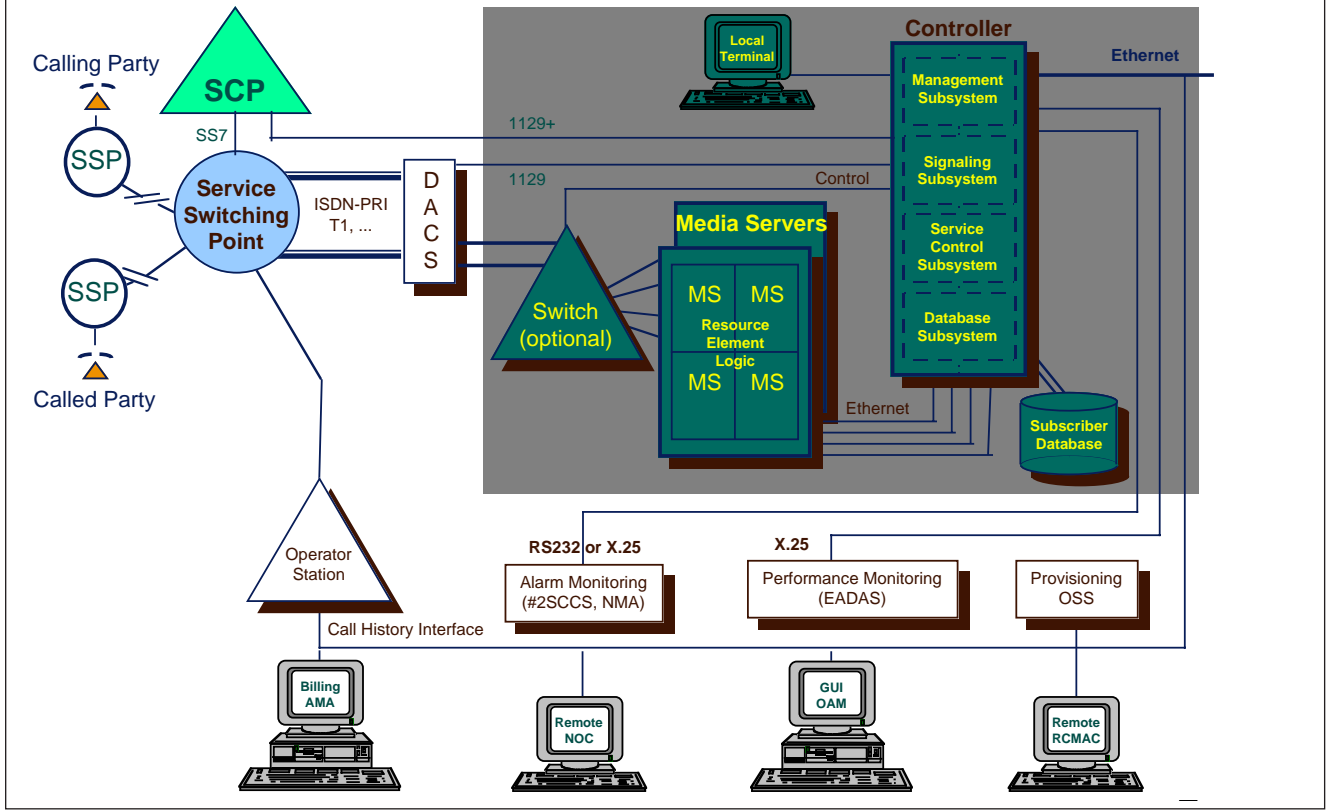 Calling Party
SCP
SS7
SSP
Service
Switching
Point
SSP
Called Party
ISDN-PRI
T1, ...
D
A
C
S
1129+
1129
Local
Terminal
Controller
Ethernet
Management
Subsystem
Signaling
Subsystem
Service
Control
Subsystem
Database
Subsystem
Control
Media Servers
MS MS
Resource
Element
Logic
MS MS
Switch
(optional)
Ethernet
Subscriber
Database
Operator
Station
RS232 or X.25
Alarm Monitoring
(#2SCCS, NMA)
X.25
Performance Monitoring
(EADAS)
Provisioning
OSS
Call History Interface
Billing
AMA
Remote
NOC
GUI
OAM
Remote
RCMAC